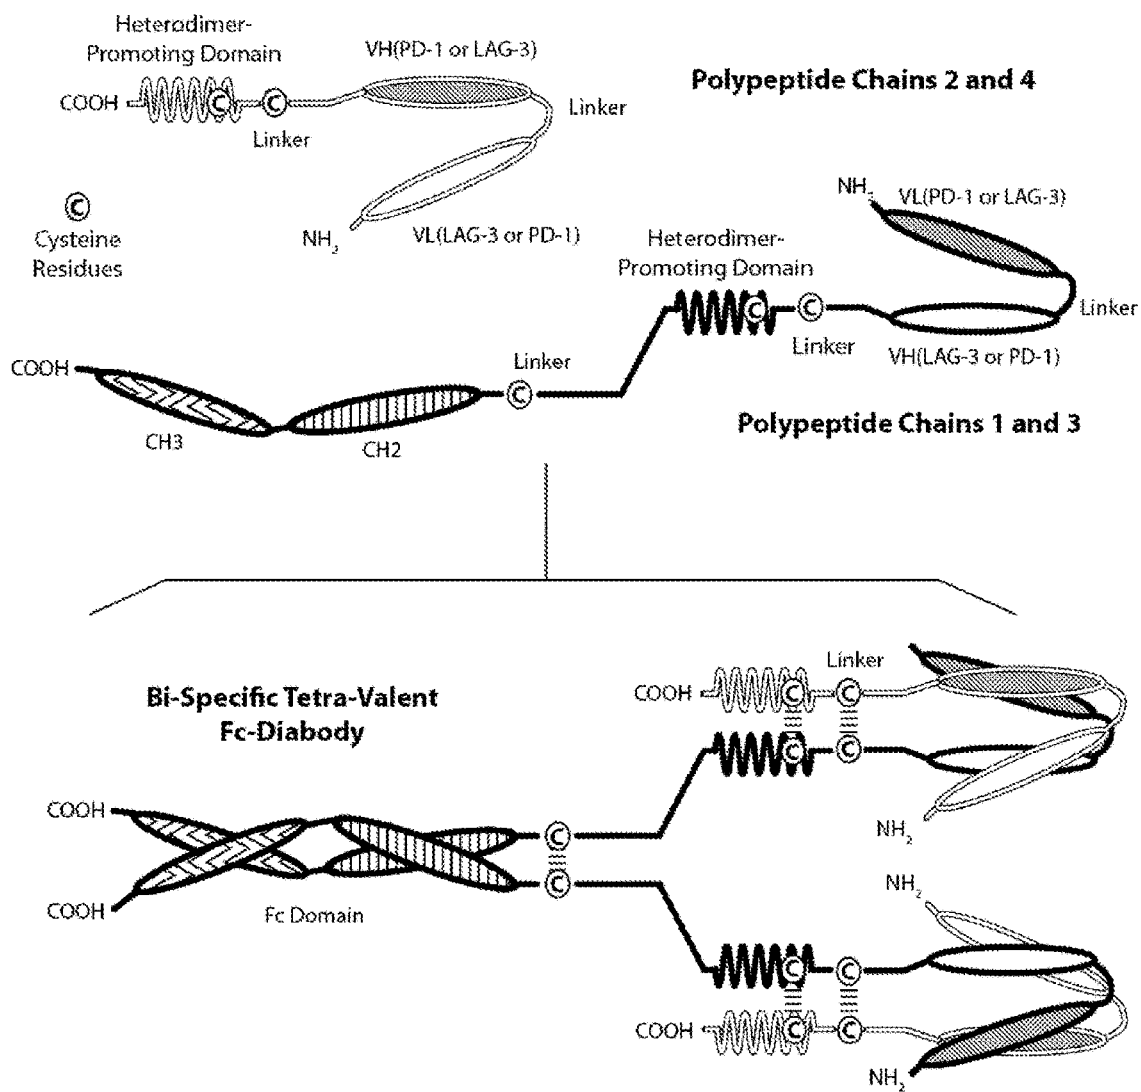 Heterodimer-
Promoting Domain
VH(PD-1 or LAG-3)
Polypeptide Chains 2 and 4
COOH
C
C
Linker
Linker
NH2
VL(LAG-3 or PD-1)
C
Cysteine
Residues
NH2
VL(PD-1 or LAG-3)
Heterodimer-
Promoting Domain
C
C
Linker
Linker
VH(LAG-3 or PD-1)
COOH
Linker
C
CH3
CH2
Polypeptide Chains 1 and 3
Bi-Specific Tetra-Valent
Fc-Diabody
COOH
Linker
C
C
C
C
NH2
COOH
C
C
COOH
Fc Domain
NH2
C
C
COOH
C
C
NH2